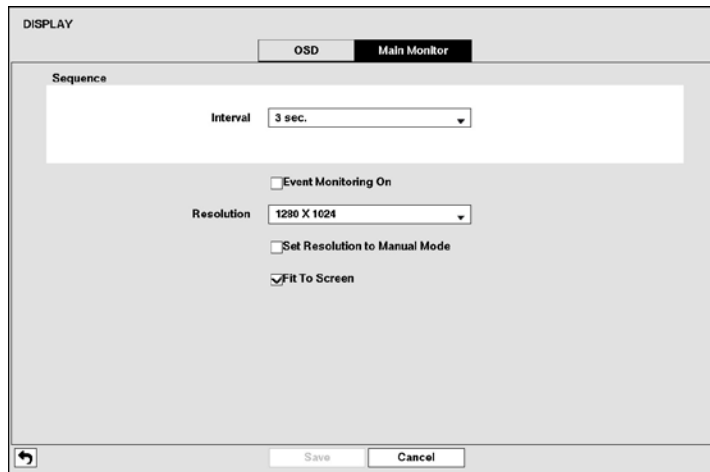 DISPLAY
OSD Main Monitor
Sequence
Interval 3 sec.
Event Monitoring On
Resolution 1280 X 1024
Set Resolution to Manual Mode
Fit To Screen
Save Cancel